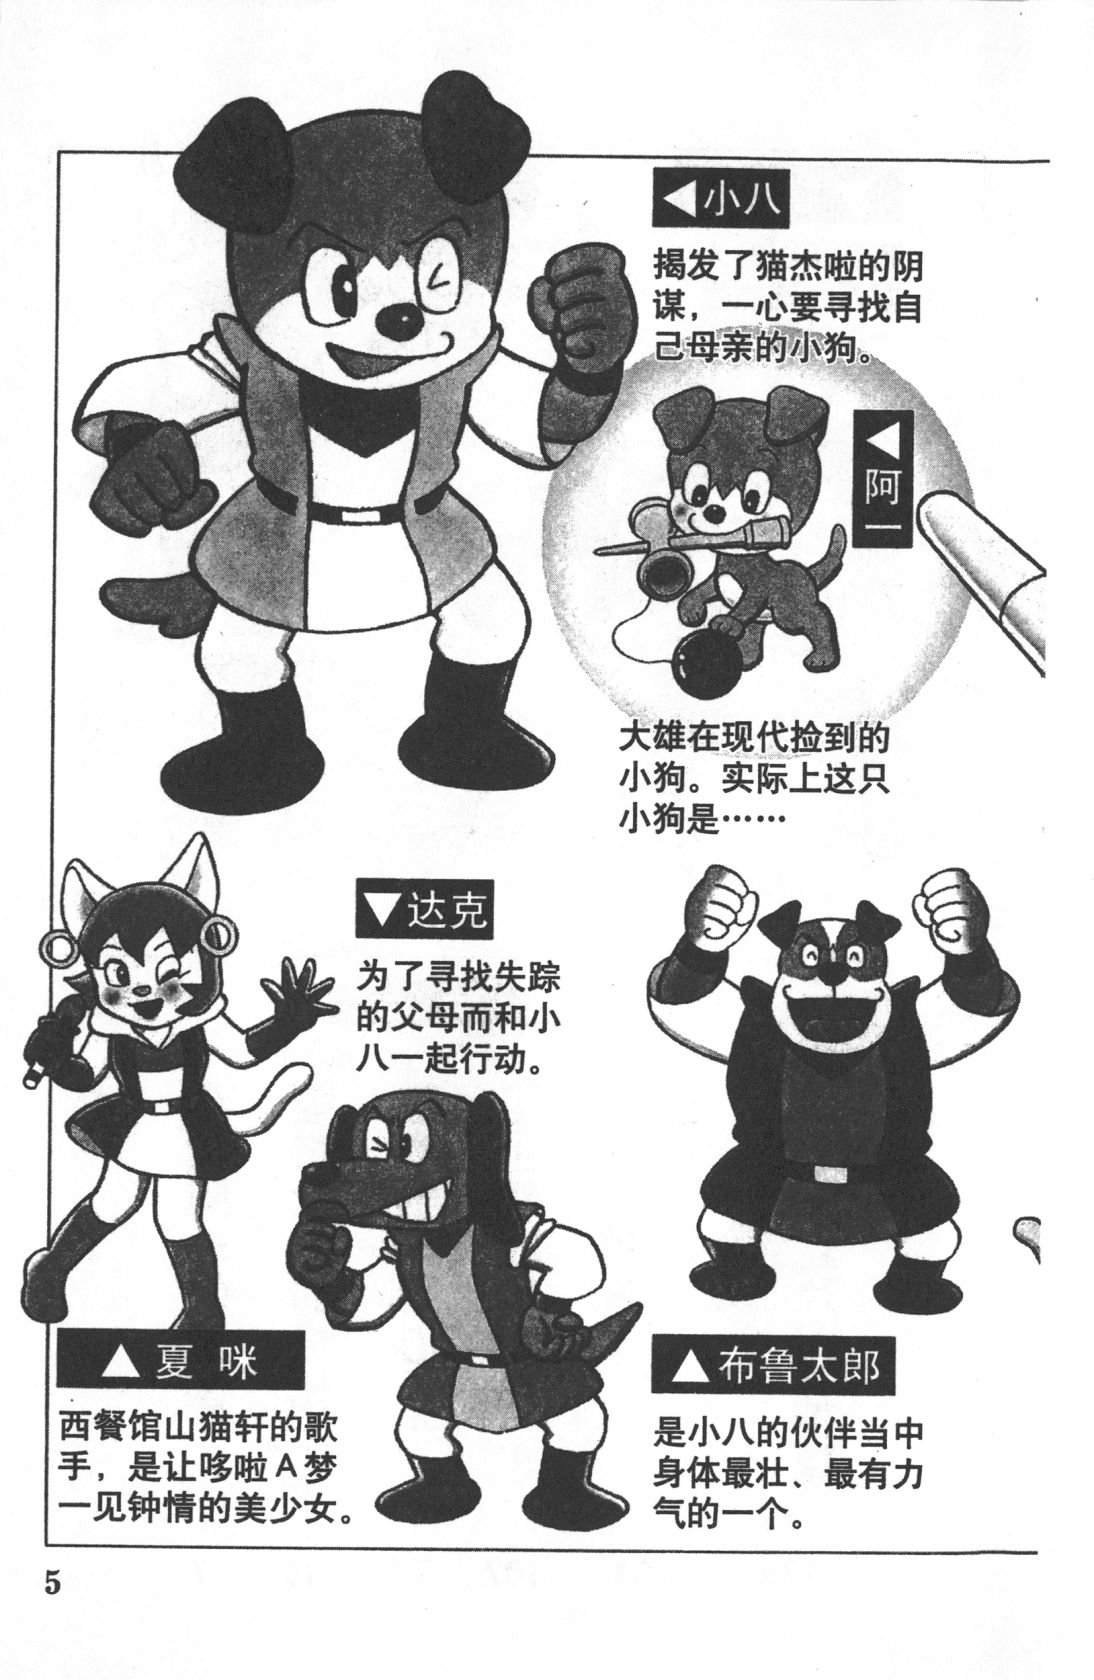 ◀小八
揭发了猫杰啦的阴
谋，一心要寻找自
己母亲的小狗。
◀阿一
大雄在现代捡到的
小狗。实际上这只
小狗是……
▼达克
为了寻找失踪
的父母而和小
八一起行动。
▲夏 咪
西餐馆山猫轩的歌
手，是让哆啦A梦
一见钟情的美少女。
▲布鲁太郎
是小八的伙伴当中
身体最壮、最有力
气的一个。
5